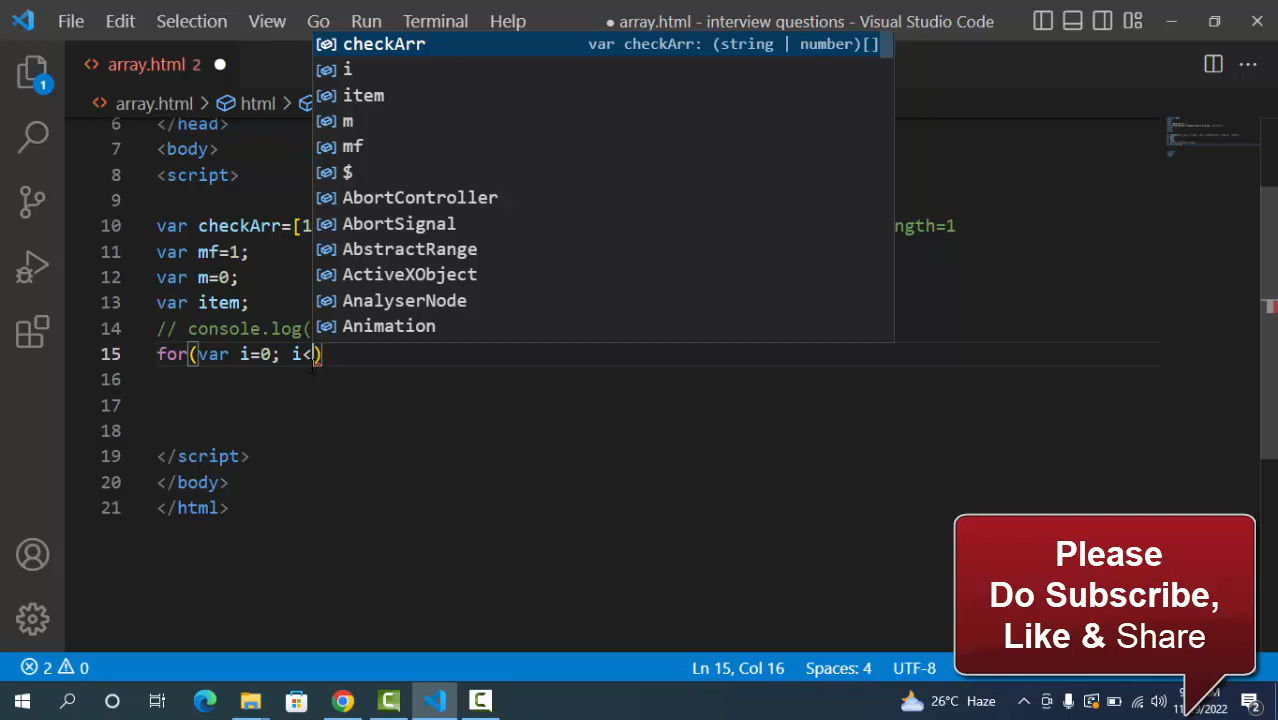 File Edit Selection View Go Run Terminal Help ● array.html - interview questions - Visual Studio Code
<> array.html 2 ●
<> array.html > html >
checkArr var checkArr: (string | number)[]
i
item
m
mf
$
AbortController
AbortSignal
AbstractRange
ActiveXObject
AnalyserNode
Animation
6 </head>
7 <body>
8 <script>
9
10 var checkArr=[1 ngth=1
11 var mf=1;
12 var m=0;
13 var item;
14 // console.log(
15 for(var i=0; i<)
16
17
18
19 </script>
20 </body>
21 </html>
1
Please
Do Subscribe,
Like & Share
2 0 Ln 15, Col 16 Spaces: 4 UTF-8
26°C Haze
2